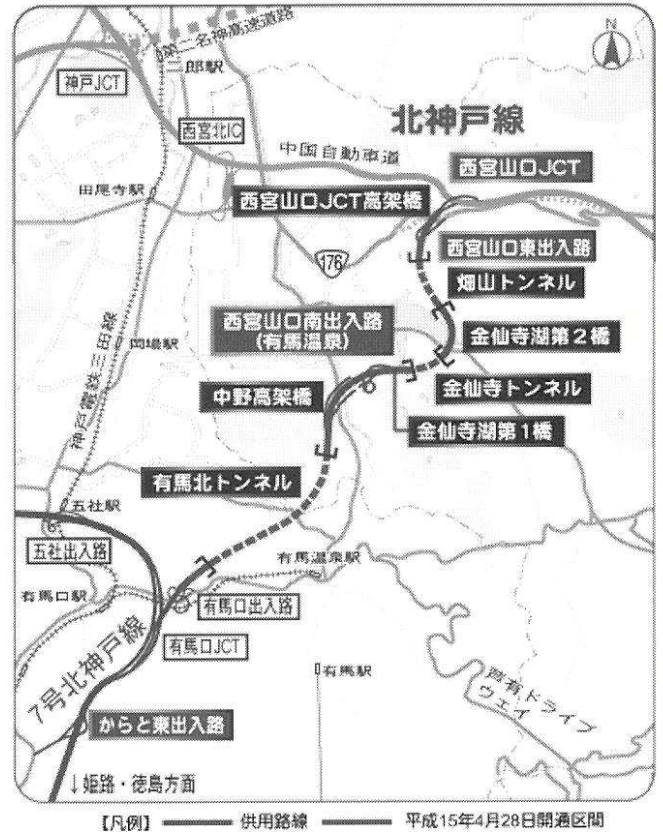 第二名神高速道路
二郎駅
神戸JCT
西宮北IC
北神戸線
中国自動車道
西宮山口JCT
田尾寺駅
西宮山口JCT高架橋
西宮山口東出入路
176
畑山トンネル
西宮山口南出入路
(有馬温泉)
金仙寺湖第2橋
岡場駅
神戸電鉄三田線
中野高架橋
金仙寺トンネル
金仙寺湖第1橋
有馬北トンネル
五社駅
五社出入路
有馬温泉駅
有馬口駅
有馬口出入路
有馬口JCT
7号北神戸線
有馬駅
芦有ドライブ
ウエイ
からと東出入路
↓姫路・徳島方面
【凡例】 供用路線 平成15年4月28日開通区間